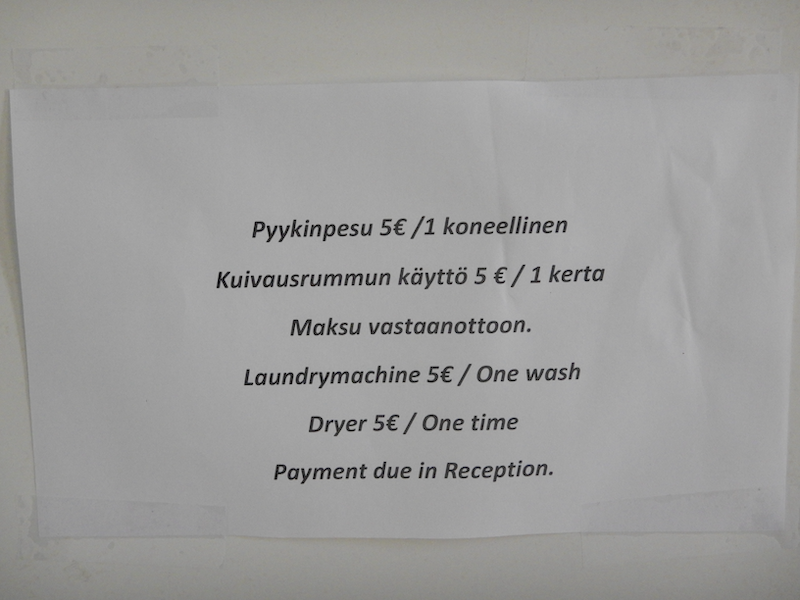 Pyykinpesu 5€ /1 koneellinen
Kuivausrummun käyttö 5 € / 1 kerta
Maksu vastaanottoon.
Laundrymachine 5€ / One wash
Dryer 5€ / One time
Payment due in Reception.